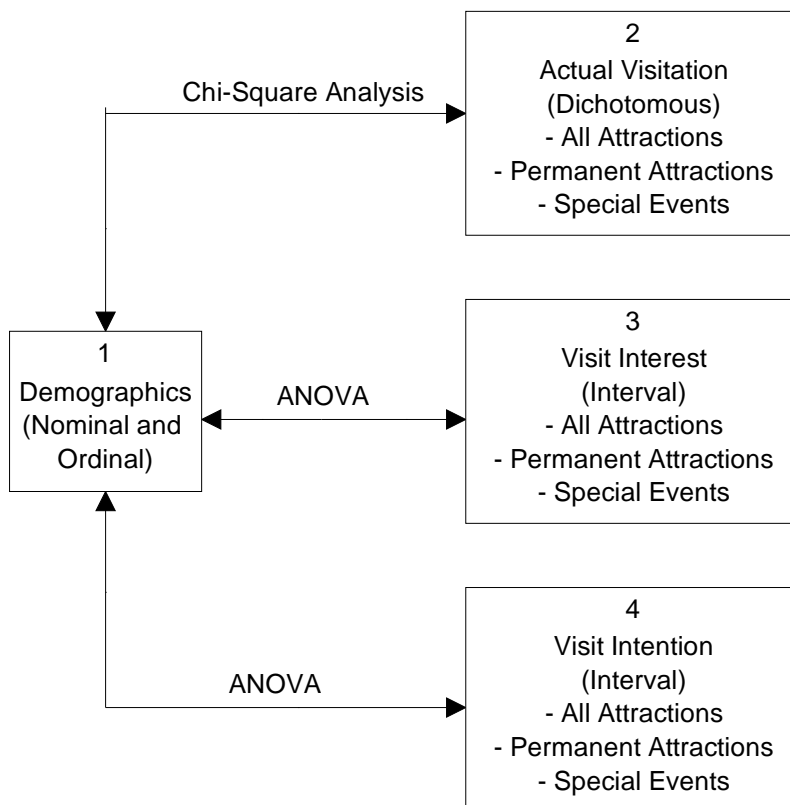 2
Actual Visitation
(Dichotomous)
- All Attractions
- Permanent Attractions
- Special Events
Chi-Square Analysis
1
Demographics
(Nominal and
Ordinal)
ANOVA
3
Visit Interest
(Interval)
- All Attractions
- Permanent Attractions
- Special Events
ANOVA
4
Visit Intention
(Interval)
- All Attractions
- Permanent Attractions
- Special Events